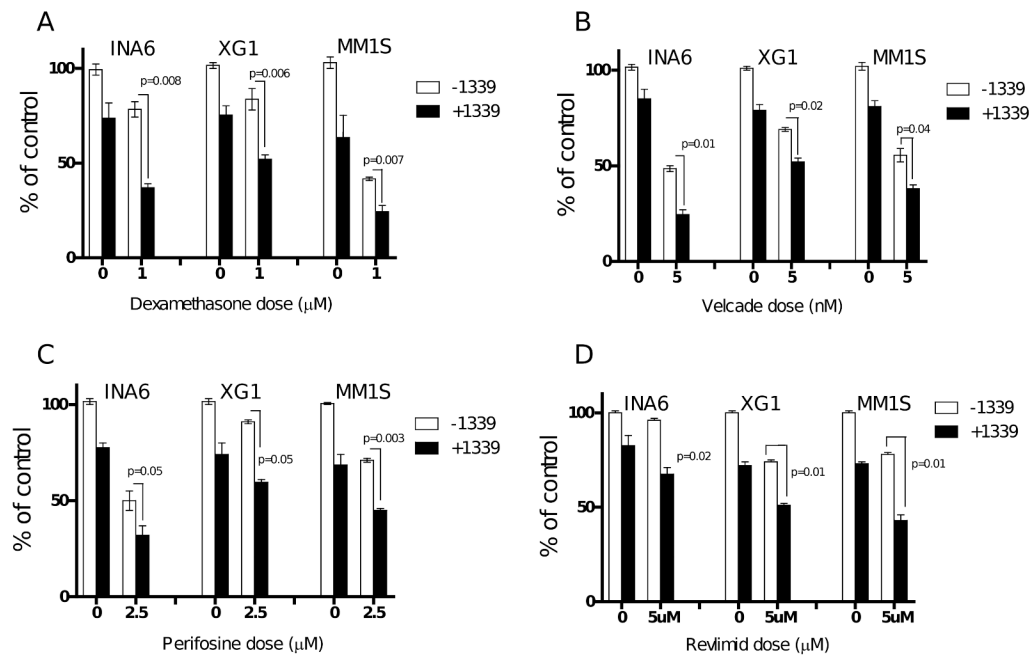 A
INA6 XG1 MM1S
-1339
+1339
p=0.008
p=0.006
p=0.007
% of control
100
50
0
0 1 0 1 0 1
Dexamethasone dose (μM)
B
INA6 XG1 MM1S
-1339
+1339
p=0.01
p=0.02
p=0.04
% of control
100
50
0
0 5 0 5 0 5
Velcade dose (nM)
C
INA6 XG1 MM1S
-1339
+1339
p=0.05
p=0.05
p=0.003
% of control
100
50
0
0 2.5 0 2.5 0 2.5
Perifosine dose (μM)
D
INA6 XG1 MM1S
-1339
+1339
p=0.02
p=0.01
p=0.01
% of control
100
50
0
0 5uM 0 5uM 0 5uM
Revlimid dose (μM)